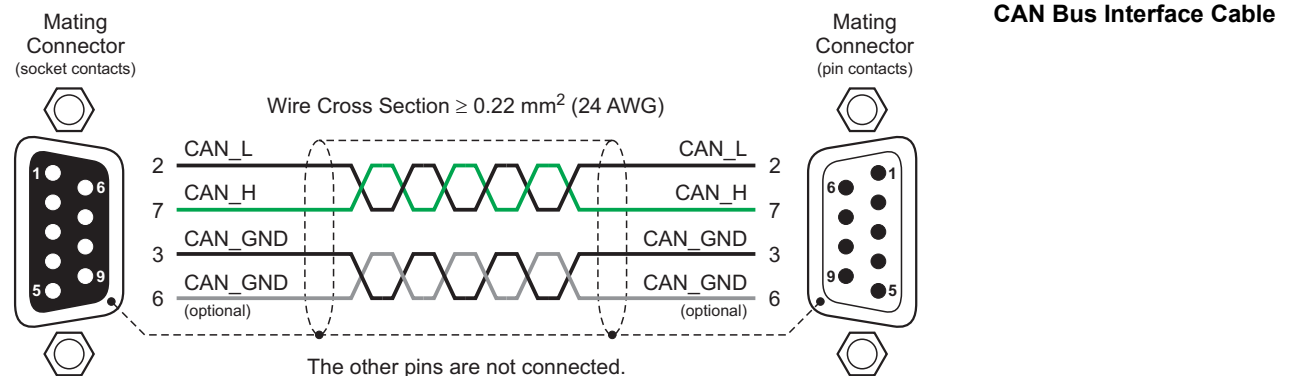 CAN Bus Interface Cable
Mating
Connector
(socket contacts)
Mating
Connector
(pin contacts)
Wire Cross Section ≥ 0.22 mm² (24 AWG)
2 CAN_L CAN_L 2
7 CAN_H CAN_H 7
3 CAN_GND CAN_GND 3
6 CAN_GND CAN_GND 6
(optional) (optional)
1 6
9
5
6 1
9
5
The other pins are not connected.